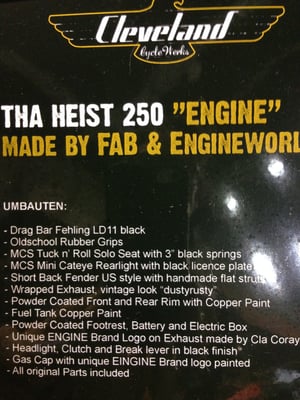 Cleveland
CycleWerks
THA HEIST 250 "ENGINE"
MADE BY FAB & ENGINEWORL
UMBAUTEN:
- Drag Bar Fehling LD11 black
- Oldschool Rubber Grips
- MCS Tuck n' Roll Solo Seat with 3" black springs
- MCS Mini Cateye Rearlight with black licence plate
- Short Back Fender US style with handmade flat struts
- Wrapped Exhaust, vintage look "dustyrusty"
- Powder Coated Front and Rear Rim with Copper Paint
- Fuel Tank Copper Paint
- Powder Coated Footrest, Battery and Electric Box
- Unique ENGINE Brand Logo on Exhaust made by Cla Coray
- Headlight, Clutch and Break lever in black finish"
- Gas Cap with unique EINGINE Brand logo painted
- All original Parts included